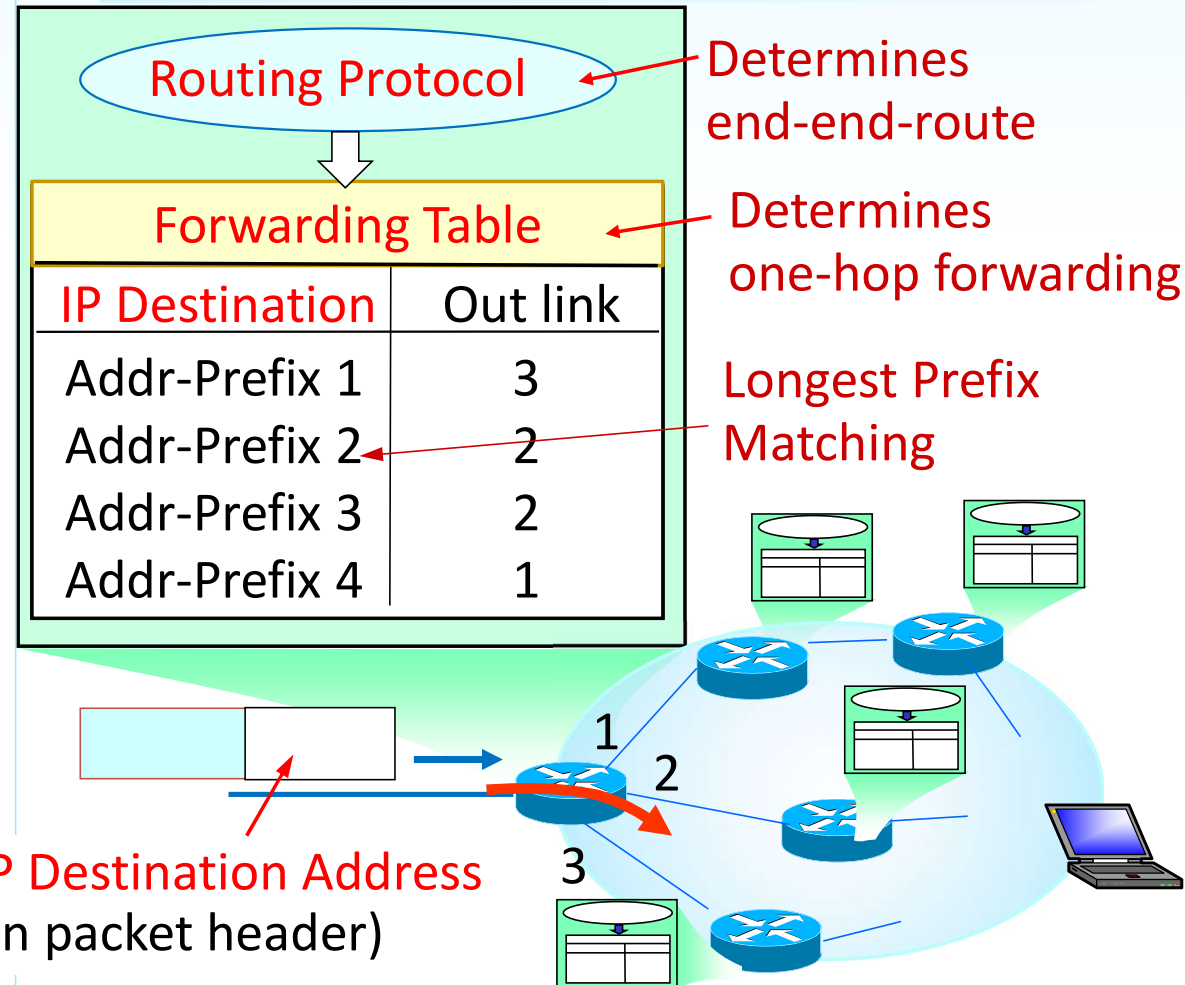 Routing Protocol
Determines
end-end-route
Forwarding Table
Determines
one-hop forwarding
IP Destination Out link
Addr-Prefix 1 3
Addr-Prefix 2 2
Addr-Prefix 3 2
Addr-Prefix 4 1
Longest Prefix
Matching
1
2
3
P Destination Address
n packet header)